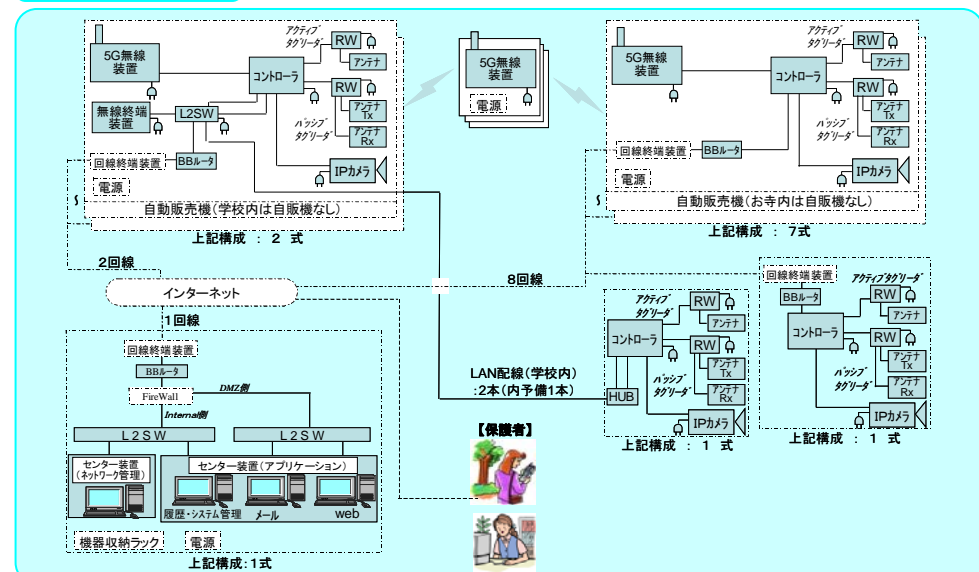 アクティブ
タグリーダ
RW
アンテナ
5G無線
装置
コントローラ
RW
アンテナ
Tx
アンテナ
Rx
パッシブ
タグリーダ
無線終端
装置
L2SW
回線終端装置
BBルータ
IPカメラ
電源
自動販売機(学校内は自販機なし)
上記構成 : 2 式
5G無線
装置
電源
アクティブ
タグリーダ
RW
アンテナ
5G無線
装置
コントローラ
RW
アンテナ
Tx
アンテナ
Rx
パッシブ
タグリーダ
回線終端装置
BBルータ
IPカメラ
電源
自動販売機(お寺内は自販機なし)
上記構成 : 7式
2回線
インターネット
8回線
1回線
回線終端装置
BBルータ
FireWall
DMZ側
Internal側
L2SW
L2SW
センター装置
(ネットワーク管理)
センター装置(アプリケーション)
履歴・システム管理
メール
web
機器収納ラック
電源
上記構成:1式
LAN配線(学校内)
:2本(内予備1本)
【保護者】
アクティブ
タグリーダ
RW
アンテナ
コントローラ
RW
アンテナ
Tx
アンテナ
Rx
パッシブ
タグリーダ
HUB
IPカメラ
上記構成 : 1 式
回線終端装置
アクティブタグリーダ
BBルータ
RW
アンテナ
コントローラ
RW
アンテナ
Tx
アンテナ
Rx
パッシブ
タグリーダ
IPカメラ
上記構成 : 1 式